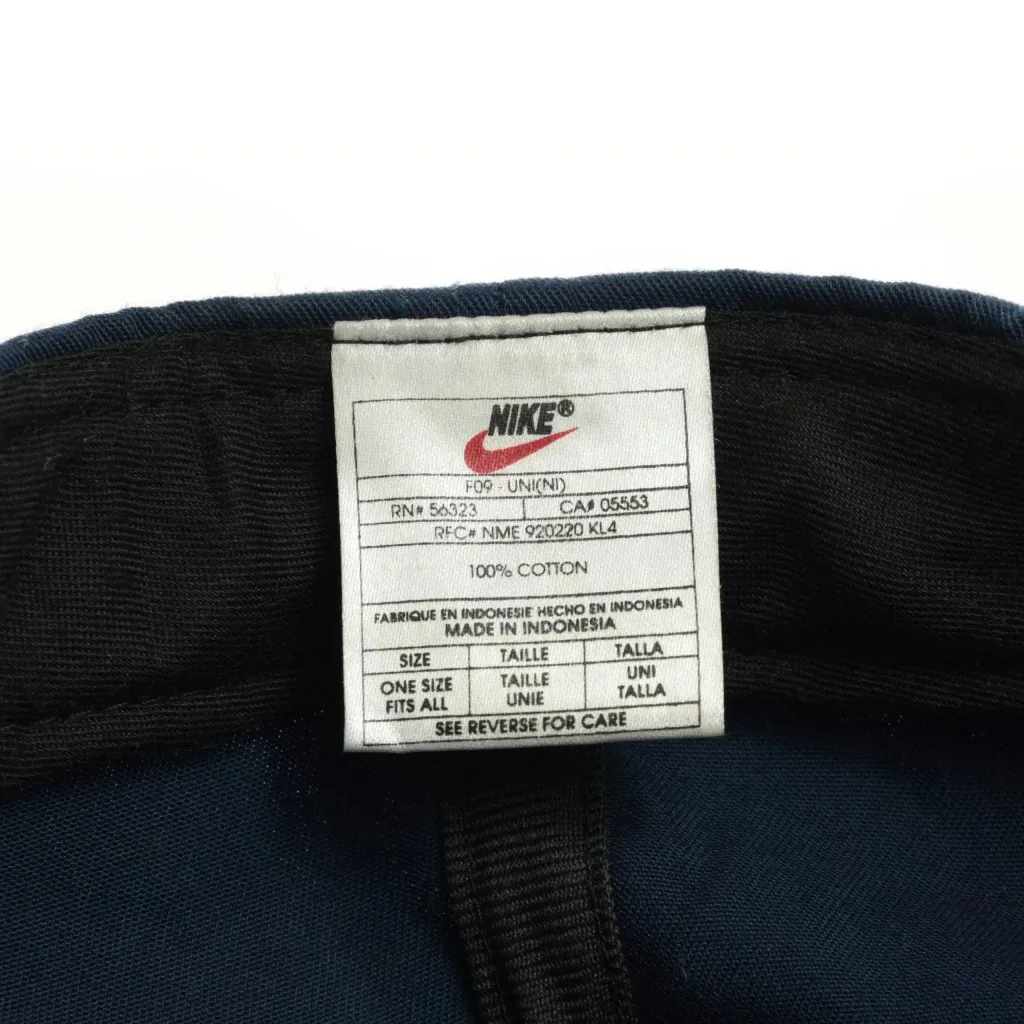 NIKE®
F09 - UNI(NI)
RN# 56323 CA# 05553
RFC# NME 920220 KL4
100% COTTON
FABRIQUE EN INDONESIE HECHO EN INDONESIA
MADE IN INDONESIA
SIZE TAILLE TALLA
ONE SIZE FITS ALL TAILLE UNIE UNI TALLA
SEE REVERSE FOR CARE